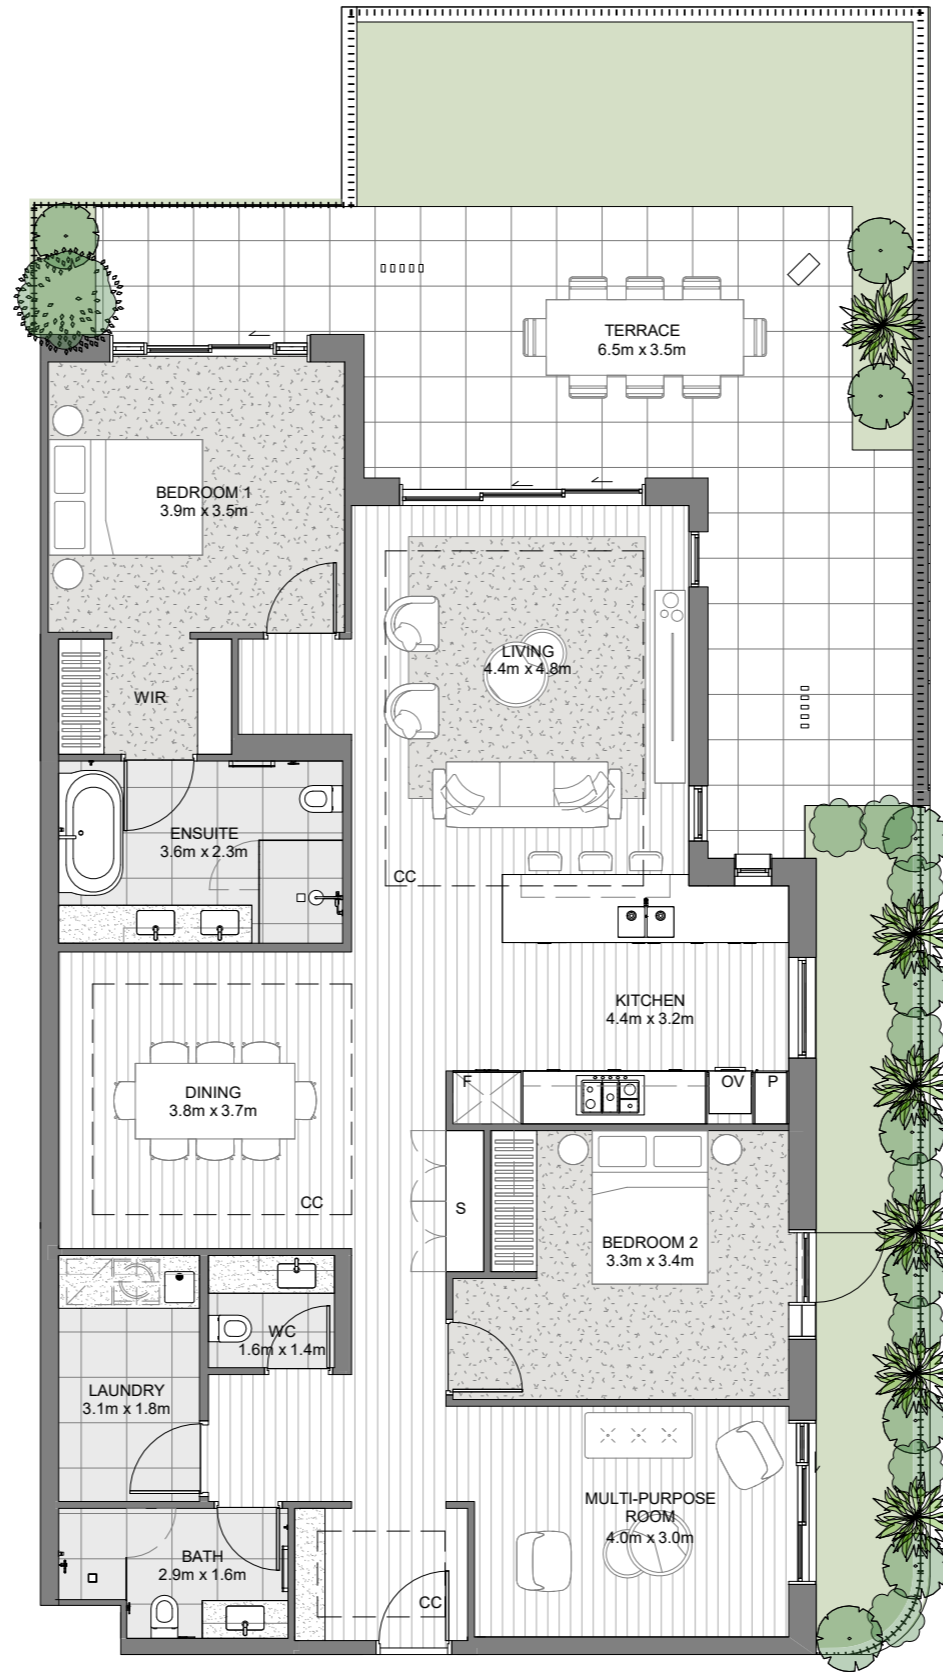 TERRACE
6.5m x 3.5m
BEDROOM 1
3.9m x 3.5m
LIVING
4.4m x 4.8m
WIR
ENSUITE
3.6m x 2.3m
CC
KITCHEN
4.4m x 3.2m
F
OV
P
DINING
3.8m x 3.7m
CC
S
BEDROOM 2
3.3m x 3.4m
WC
1.6m x 1.4m
LAUNDRY
3.1m x 1.8m
MULTI-PURPOSE
ROOM
4.0m x 3.0m
BATH
2.9m x 1.6m
CC